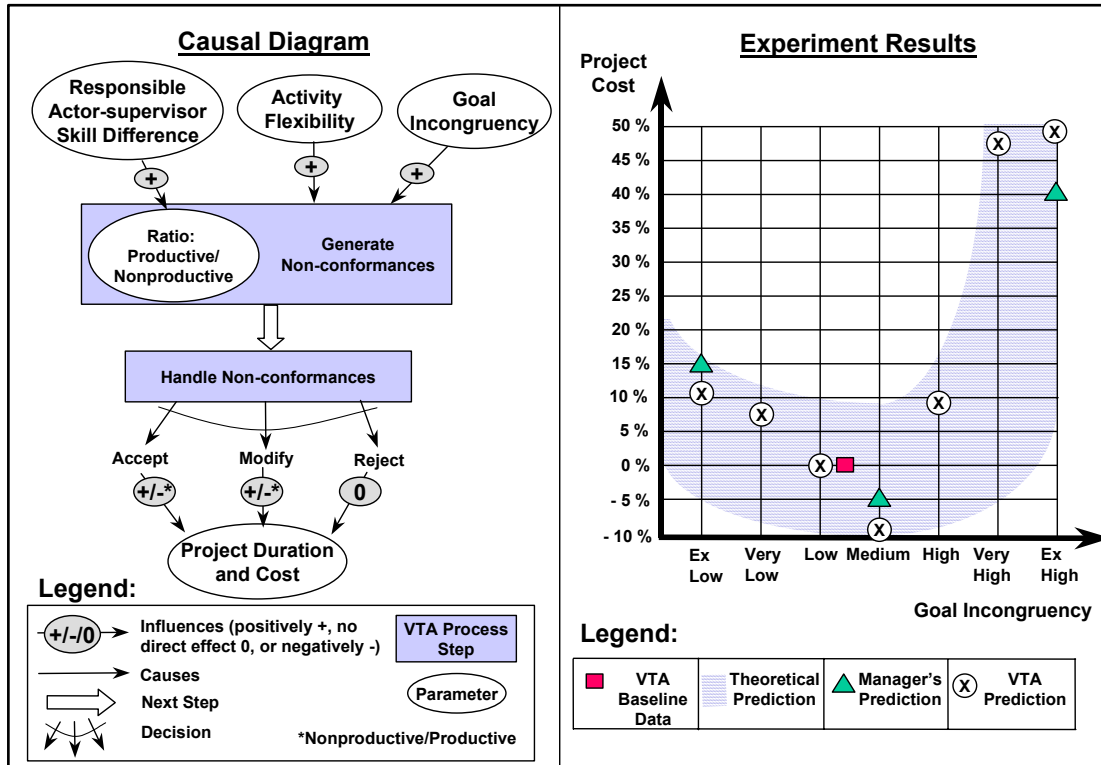 Causal Diagram
Responsible
Actor-supervisor
Skill Difference
Activity
Flexibility
Goal
Incongruency
+
+
+
Ratio:
Productive/
Nonproductive
Generate
Non-conformances
Handle Non-conformances
Accept
Modify
Reject
+/-*
+/-*
0
Project Duration
and Cost
Legend:
+/-/0
Influences (positively +, no
direct effect 0, or negatively -)
Causes
Next Step
Decision
VTA Process
Step
Parameter
*Nonproductive/Productive
Experiment Results
Project
Cost
50 %
45 %
40 %
35 %
30 %
25 %
20 %
15 %
10 %
5 %
0 %
- 5 %
- 10 %
X
X
X
X
X
X
X
Ex
Low
Very
Low
Low
Medium
High
Very
High
Ex
High
Goal Incongruency
Legend:
VTA
Baseline
Data
Theoretical
Prediction
Manager's
Prediction
X
VTA
Prediction